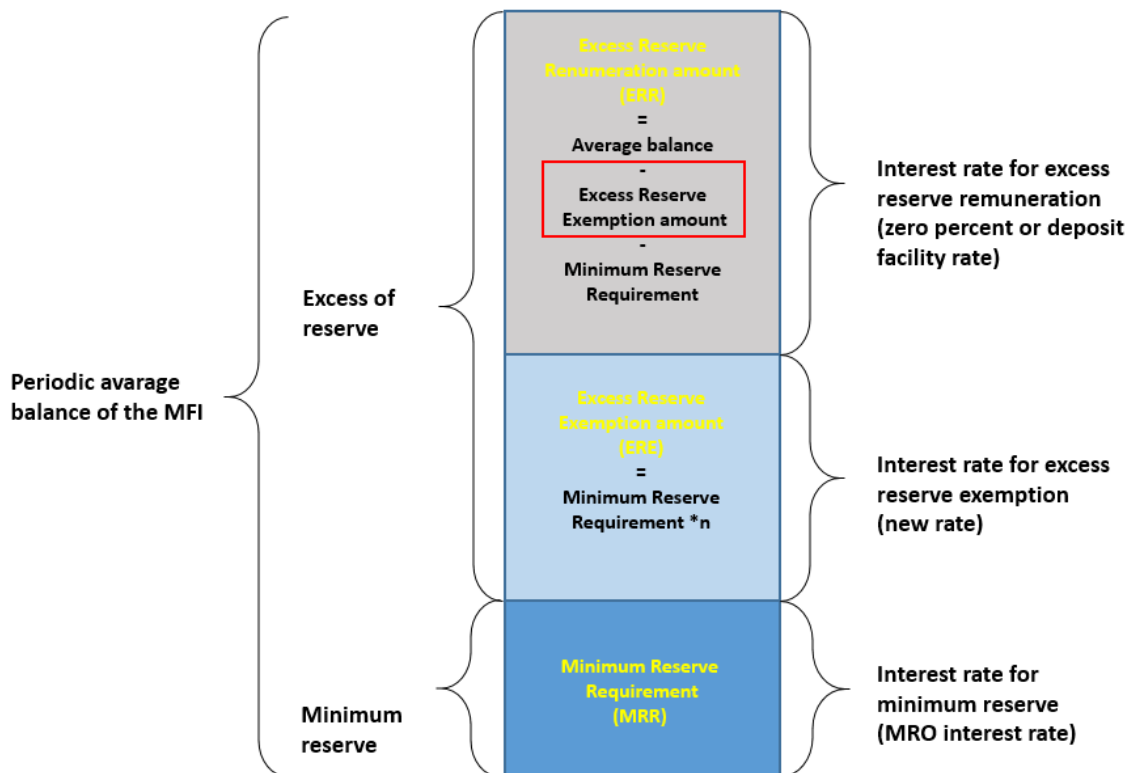 Periodic avarage
balance of the MFI
Excess of
reserve
Minimum
reserve
Excess Reserve
Renumeration amount
(ERR)
=
Average balance
-
Excess Reserve
Exemption amount
-
Minimum Reserve
Requirement
Excess Reserve
Exemption amount
(ERE)
=
Minimum Reserve
Requirement *n
Minimum Reserve
Requirement
(MRR)
Interest rate for excess
reserve remuneration
(zero percent or deposit
facility rate)
Interest rate for excess
reserve exemption
(new rate)
Interest rate for
minimum reserve
(MRO interest rate)